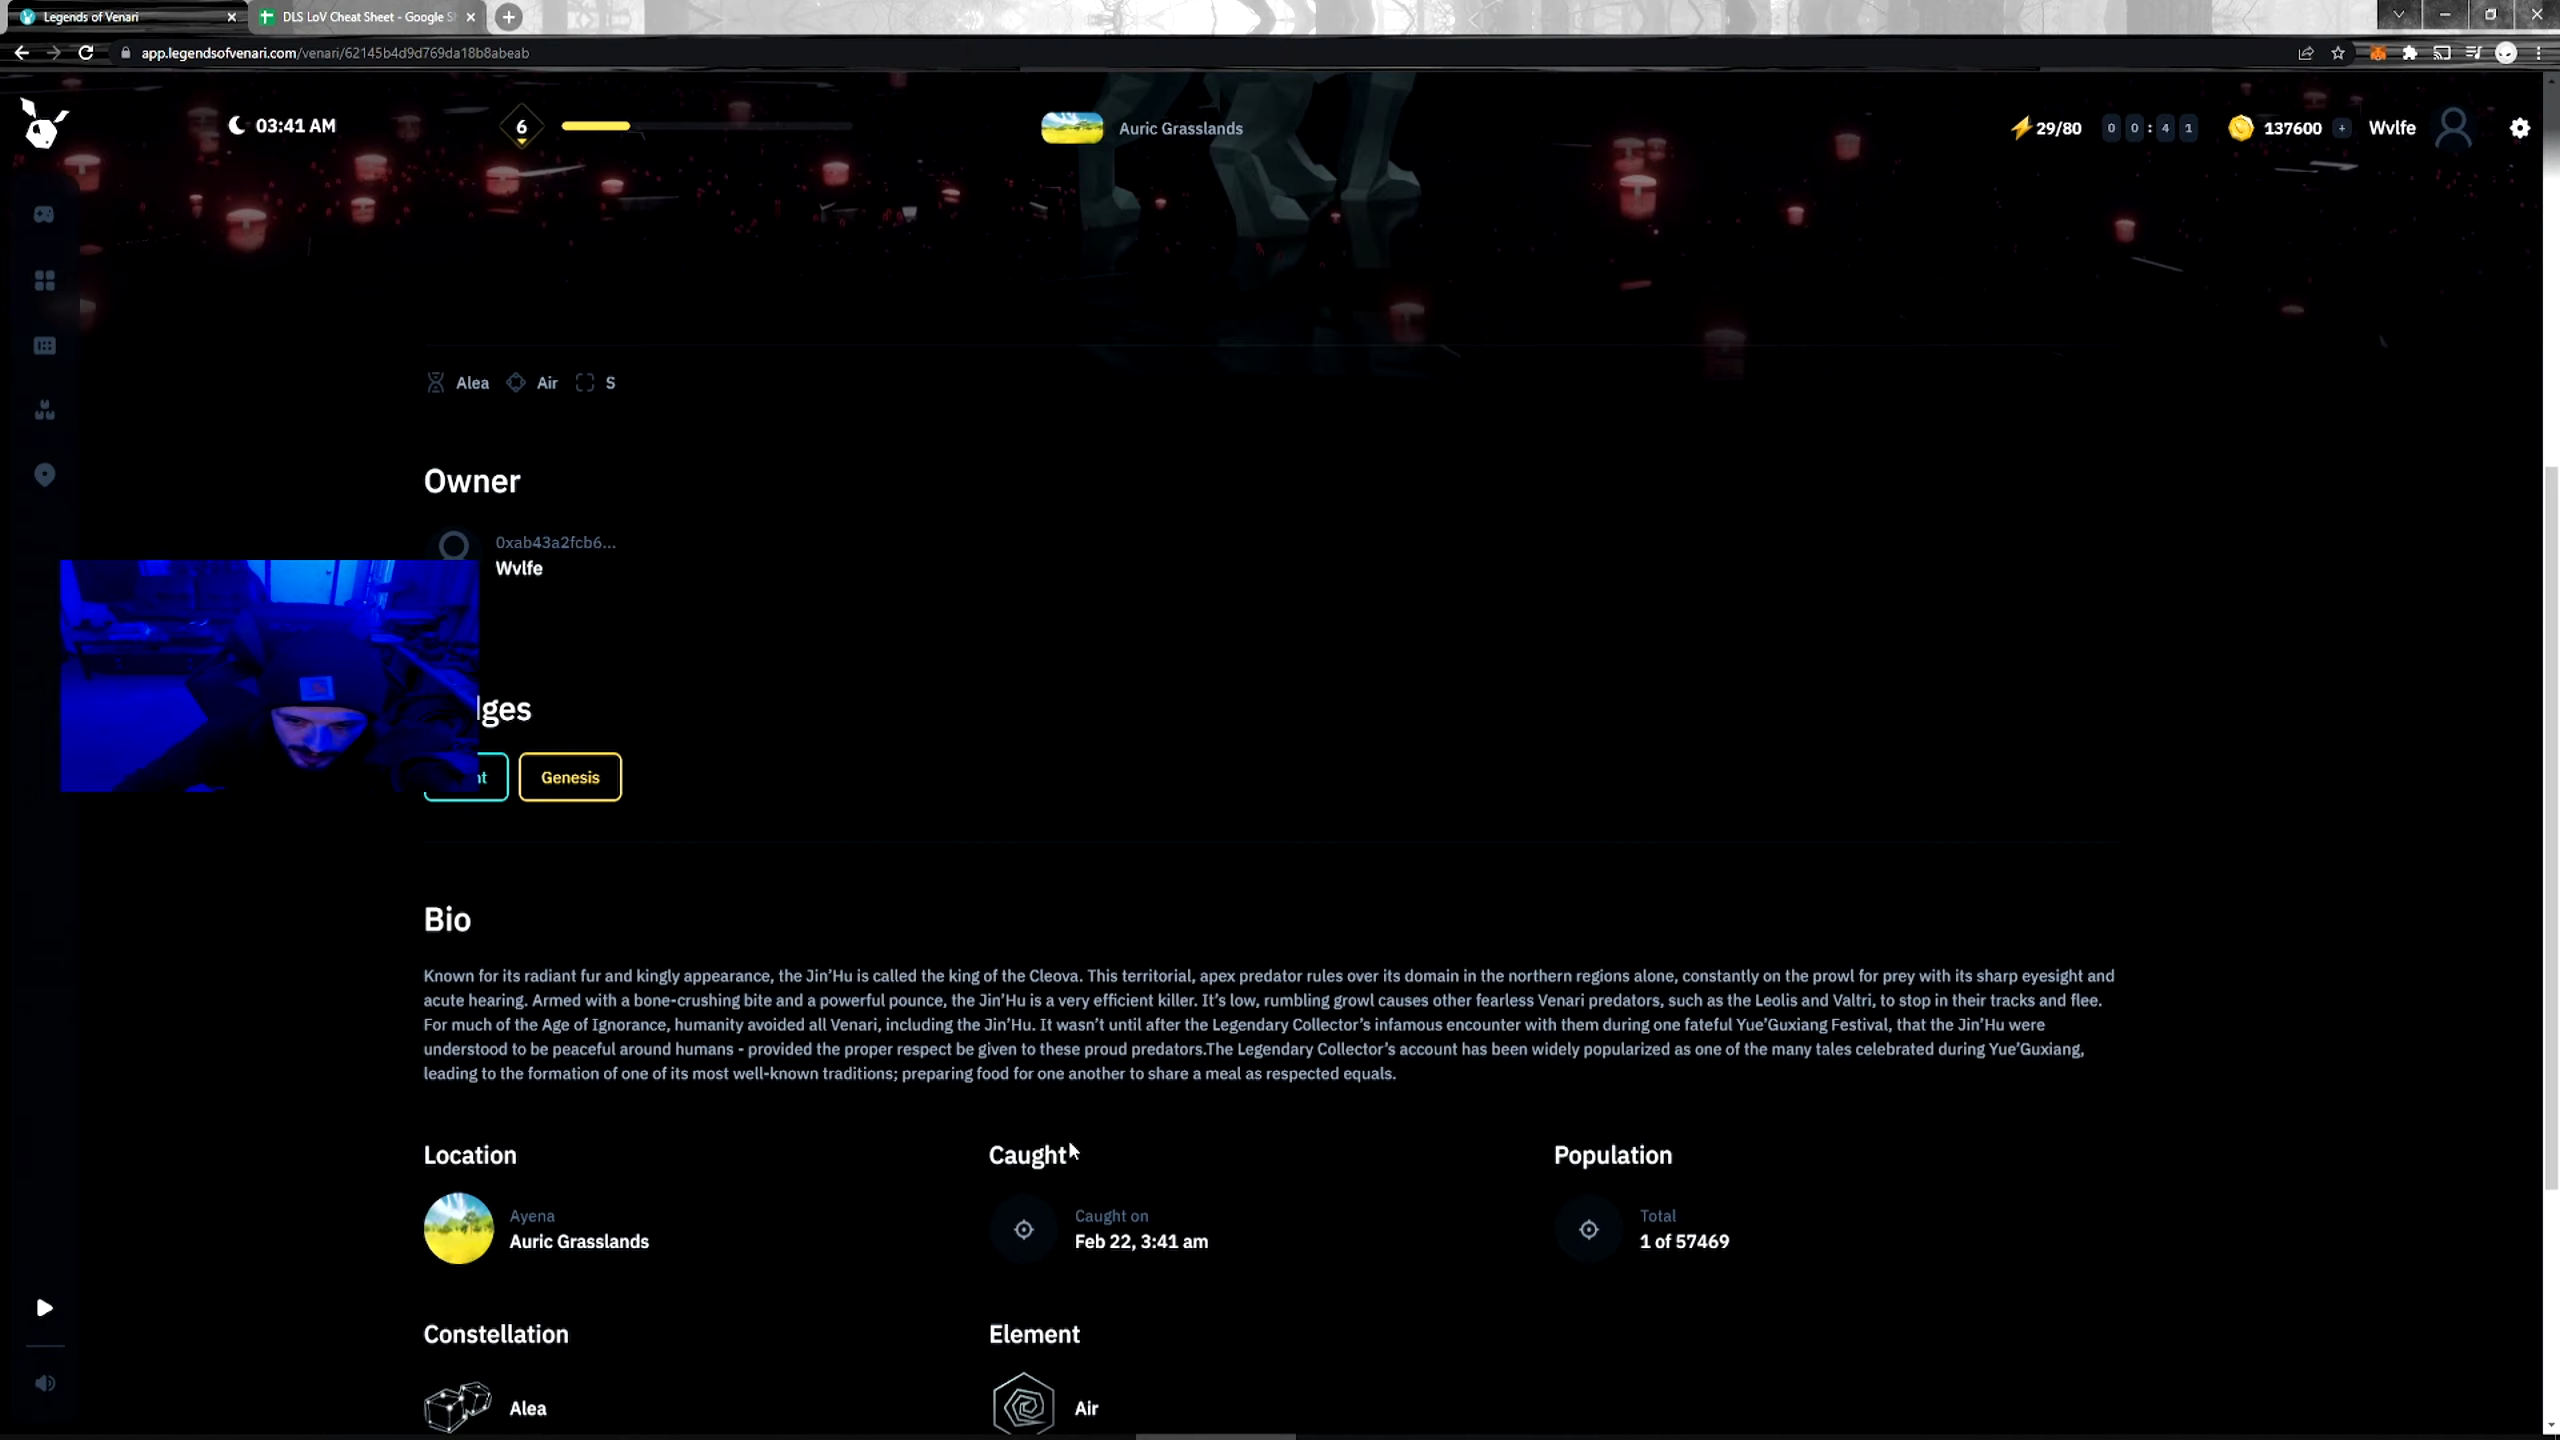 Legends of Venari
DLS LoV Cheat Sheet - Google S
app.legendsofvenari.com/venari/62145b4d9d769da18b8abeab
03:41 AM
6
Auric Grasslands
29/80
00:41
137600
+
Wvlfe
Alea
Air
S
Owner
0xab43a2fcb6...
Wvlfe
Genesis
Bio
Known for its radiant fur and kingly appearance, the Jin'Hu is called the king of the Cleova. This territorial, apex predator rules over its domain in the northern regions alone, constantly on the prowl for prey with its sharp eyesight and
acute hearing. Armed with a bone-crushing bite and a powerful pounce, the Jin'Hu is a very efficient killer. It's low, rumbling growl causes other fearless Venari predators, such as the Leolis and Valtri, to stop in their tracks and flee.
For much of the Age of Ignorance, humanity avoided all Venari, including the Jin'Hu. It wasn't until after the Legendary Collector's infamous encounter with them during one fateful Yue'Guxiang Festival, that the Jin'Hu were
understood to be peaceful around humans - provided the proper respect be given to these proud predators.The Legendary Collector's account has been widely popularized as one of the many tales celebrated during Yue'Guxiang,
leading to the formation of one of its most well-known traditions; preparing food for one another to share a meal as respected equals.
Location
Caught
Population
Ayena
Auric Grasslands
Caught on
Feb 22, 3:41 am
Total
1 of 57469
Constellation
Element
Alea
Air